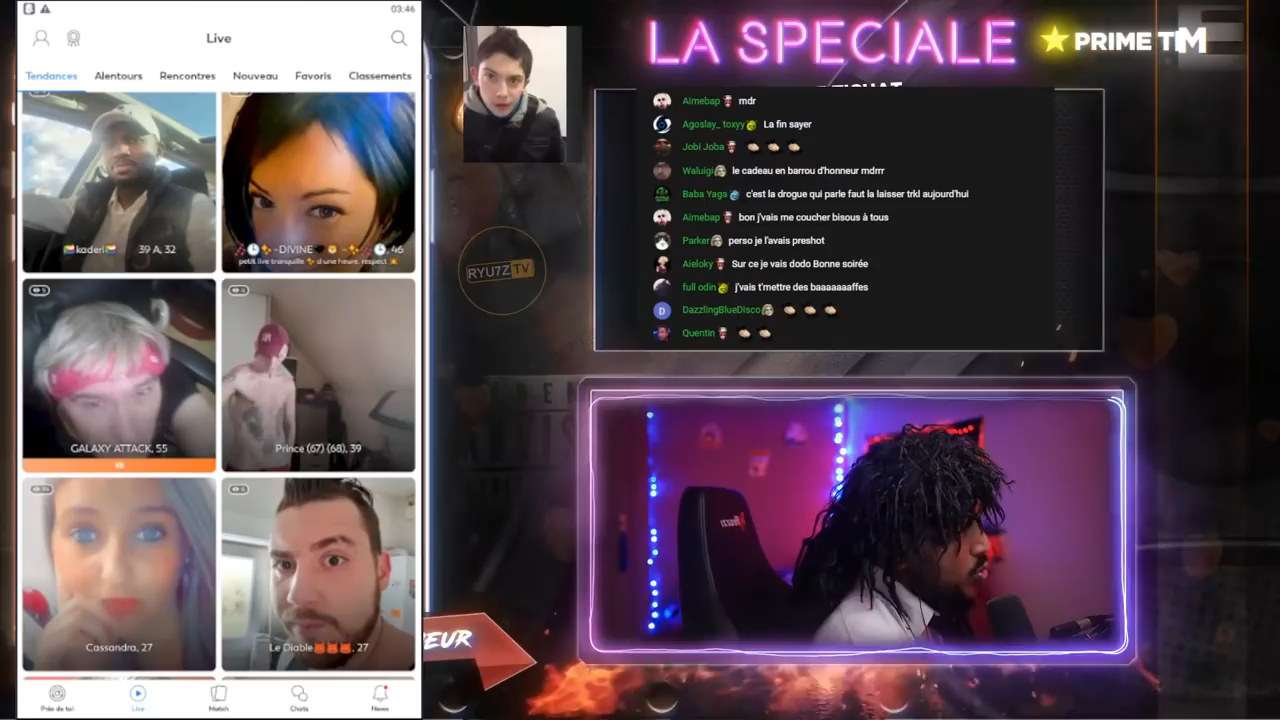 03:46
Live
Tendances
Alentours
Rencontres
Nouveau
Favoris
Classements
kaderi 39 A, 32
~DIVINE ~ , 46
petit live tranquille d'une heure, respect
GALAXY ATTACK, 55
VS
Prince (67) (68), 39
Cassandra, 27
Le Diable , 27
Près de toi
Live
Match
Chats
News
RYU7Z TV
LA SPECIALE
PRIME TM
Aimebap mdr
Agoslay_ toxyy La fin sayer
Jobi Joba
Waluigi le cadeau en barrou d'honneur mdrrr
Baba Yaga c'est la drogue qui parle faut la laisser trkl aujourd'hui
Aimebap bon j'vais me coucher bisous à tous
Parker perso je l'avais preshot
Aieloky Sur ce je vais dodo Bonne soirée
full odin j'vais t'mettre des baaaaaaaffes
D DazzlingBlueDisco
Quentin
EUR